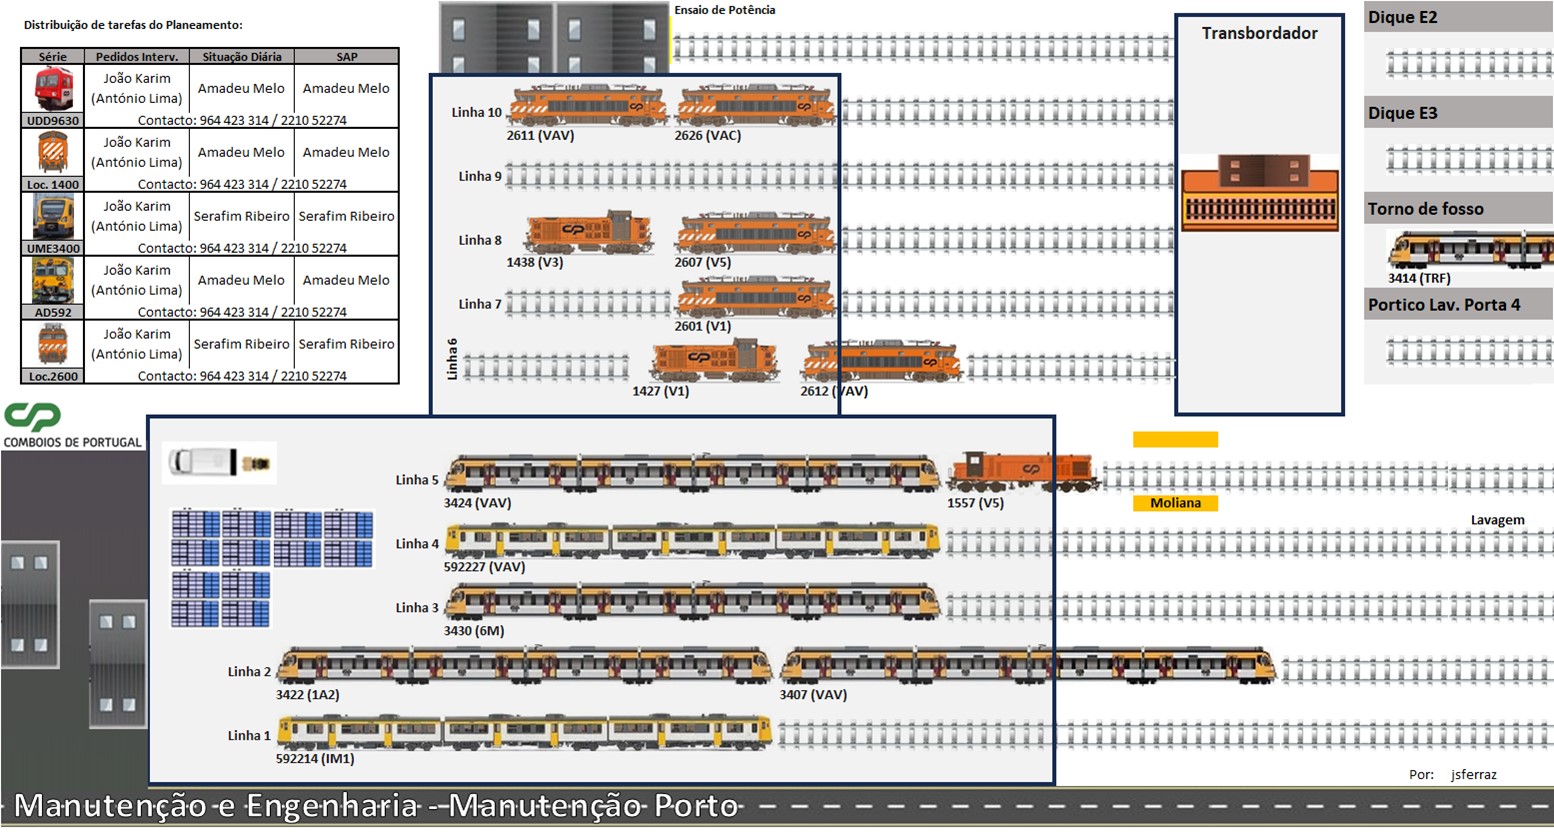 Distribuição de tarefas do Planeamento:
Série Pedidos Interv. Situação Diária SAP
João Karim
(António Lima) Amadeu Melo Amadeu Melo
UDD9630 Contacto: 964 423 314 / 2210 52274
João Karim
(António Lima) Amadeu Melo Amadeu Melo
Loc. 1400 Contacto: 964 423 314 / 2210 52274
João Karim
(António Lima) Serafim Ribeiro Serafim Ribeiro
UME3400 Contacto: 964 423 314 / 2210 52274
João Karim
(António Lima) Amadeu Melo Amadeu Melo
AD592 Contacto: 964 423 314 / 2210 52274
João Karim
(António Lima) Serafim Ribeiro Serafim Ribeiro
Loc.2600 Contacto: 964 423 314 / 2210 52274
CP
COMBOIOS DE PORTUGAL
Ensaio de Potência
Linha 10
2611 (VAV) 2626 (VAC)
Linha 9
Linha 8
1438 (V3) 2607 (V5)
Linha 7
2601 (V1)
Linha 6
1427 (V1) 2612 (VAV)
Transbordador
Dique E2
Dique E3
Torno de fosso
3414 (TRF)
Portico Lav. Porta 4
Linha 5
3424 (VAV) 1557 (V5)
Moliana
Lavagem
Linha 4
592227 (VAV)
Linha 3
3430 (6M)
Linha 2
3422 (1A2) 3407 (VAV)
Linha 1
592214 (IM1)
Por: jsferraz
Manutenção e Engenharia - Manutenção Porto